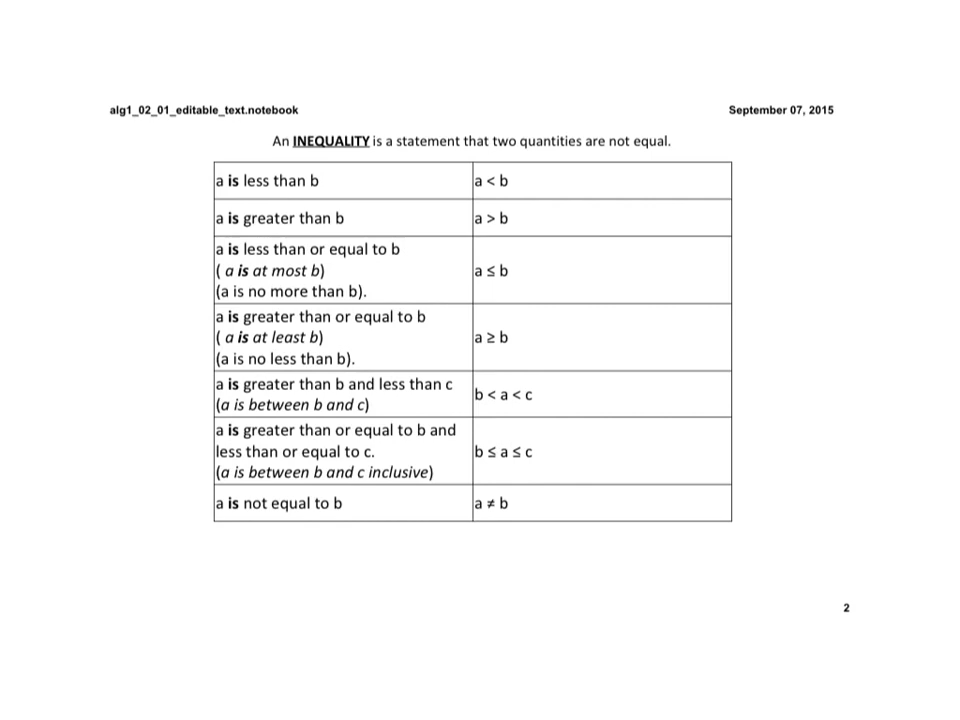 alg1_02_01_editable_text.notebook
September 07, 2015
An INEQUALITY is a statement that two quantities are not equal.
a is less than b
a < b
a is greater than b
a > b
a is less than or equal to b
( a is at most b)
(a is no more than b).
a ≤ b
a is greater than or equal to b
( a is at least b)
(a is no less than b).
a ≥ b
a is greater than b and less than c
(a is between b and c)
b < a < c
a is greater than or equal to b and
less than or equal to c.
(a is between b and c inclusive)
b ≤ a ≤ c
a is not equal to b
a ≠ b
2